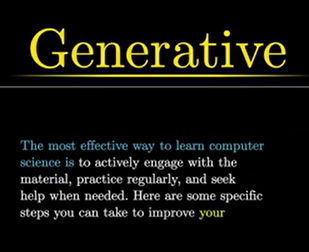 Generative
The most effective way to learn computer
science is to actively engage with the
material, practice regularly, and seek
help when needed. Here are some specific
steps you can take to improve your